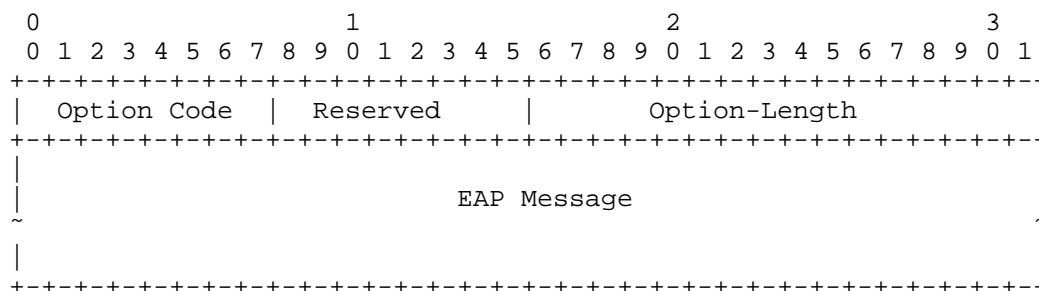 0                   1                   2                   3
0 1 2 3 4 5 6 7 8 9 0 1 2 3 4 5 6 7 8 9 0 1 2 3 4 5 6 7 8 9 0 1
+-+-+-+-+-+-+-+-+-+-+-+-+-+-+-+-+-+-+-+-+-+-+-+-+-+-+-+-+-+-+-+-+-
|  Option Code  |  Reserved     |       Option-Length
+-+-+-+-+-+-+-+-+-+-+-+-+-+-+-+-+-+-+-+-+-+-+-+-+-+-+-+-+-+-+-+-+-
|
|                          EAP Message
~                                                               ~
|
+-+-+-+-+-+-+-+-+-+-+-+-+-+-+-+-+-+-+-+-+-+-+-+-+-+-+-+-+-+-+-+-+-